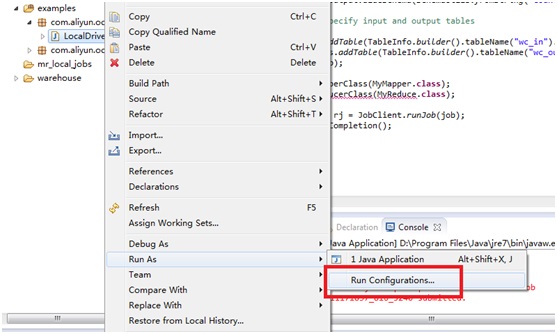 examples
com.aliyun.oc
LocalDrive
com.aliyun.oc
mr_local_jobs
warehouse
Copy Ctrl+C
Copy Qualified Name
Paste Ctrl+V
Delete Delete
Build Path
Source Alt+Shift+S
Refactor Alt+Shift+T
Import...
Export...
References
Declarations
Refresh F5
Assign Working Sets...
Debug As
Run As
Team
Compare With
Replace With
Restore from Local History...
pecify input and output tables
addTable(TableInfo.builder().tableName("wc_in")
s.addTable(TableInfo.builder().tableName("wc_ou
b);
perClass(MyMapper.class);
ucerClass(MyReduce.class);
rj = JobClient.runJob(job);
Completion();
Declaration Console
Java Application] D:\Program Files\Java\jre7\bin\javaw.e
1 Java Application Alt+Shift+X, J
Run Configurations...